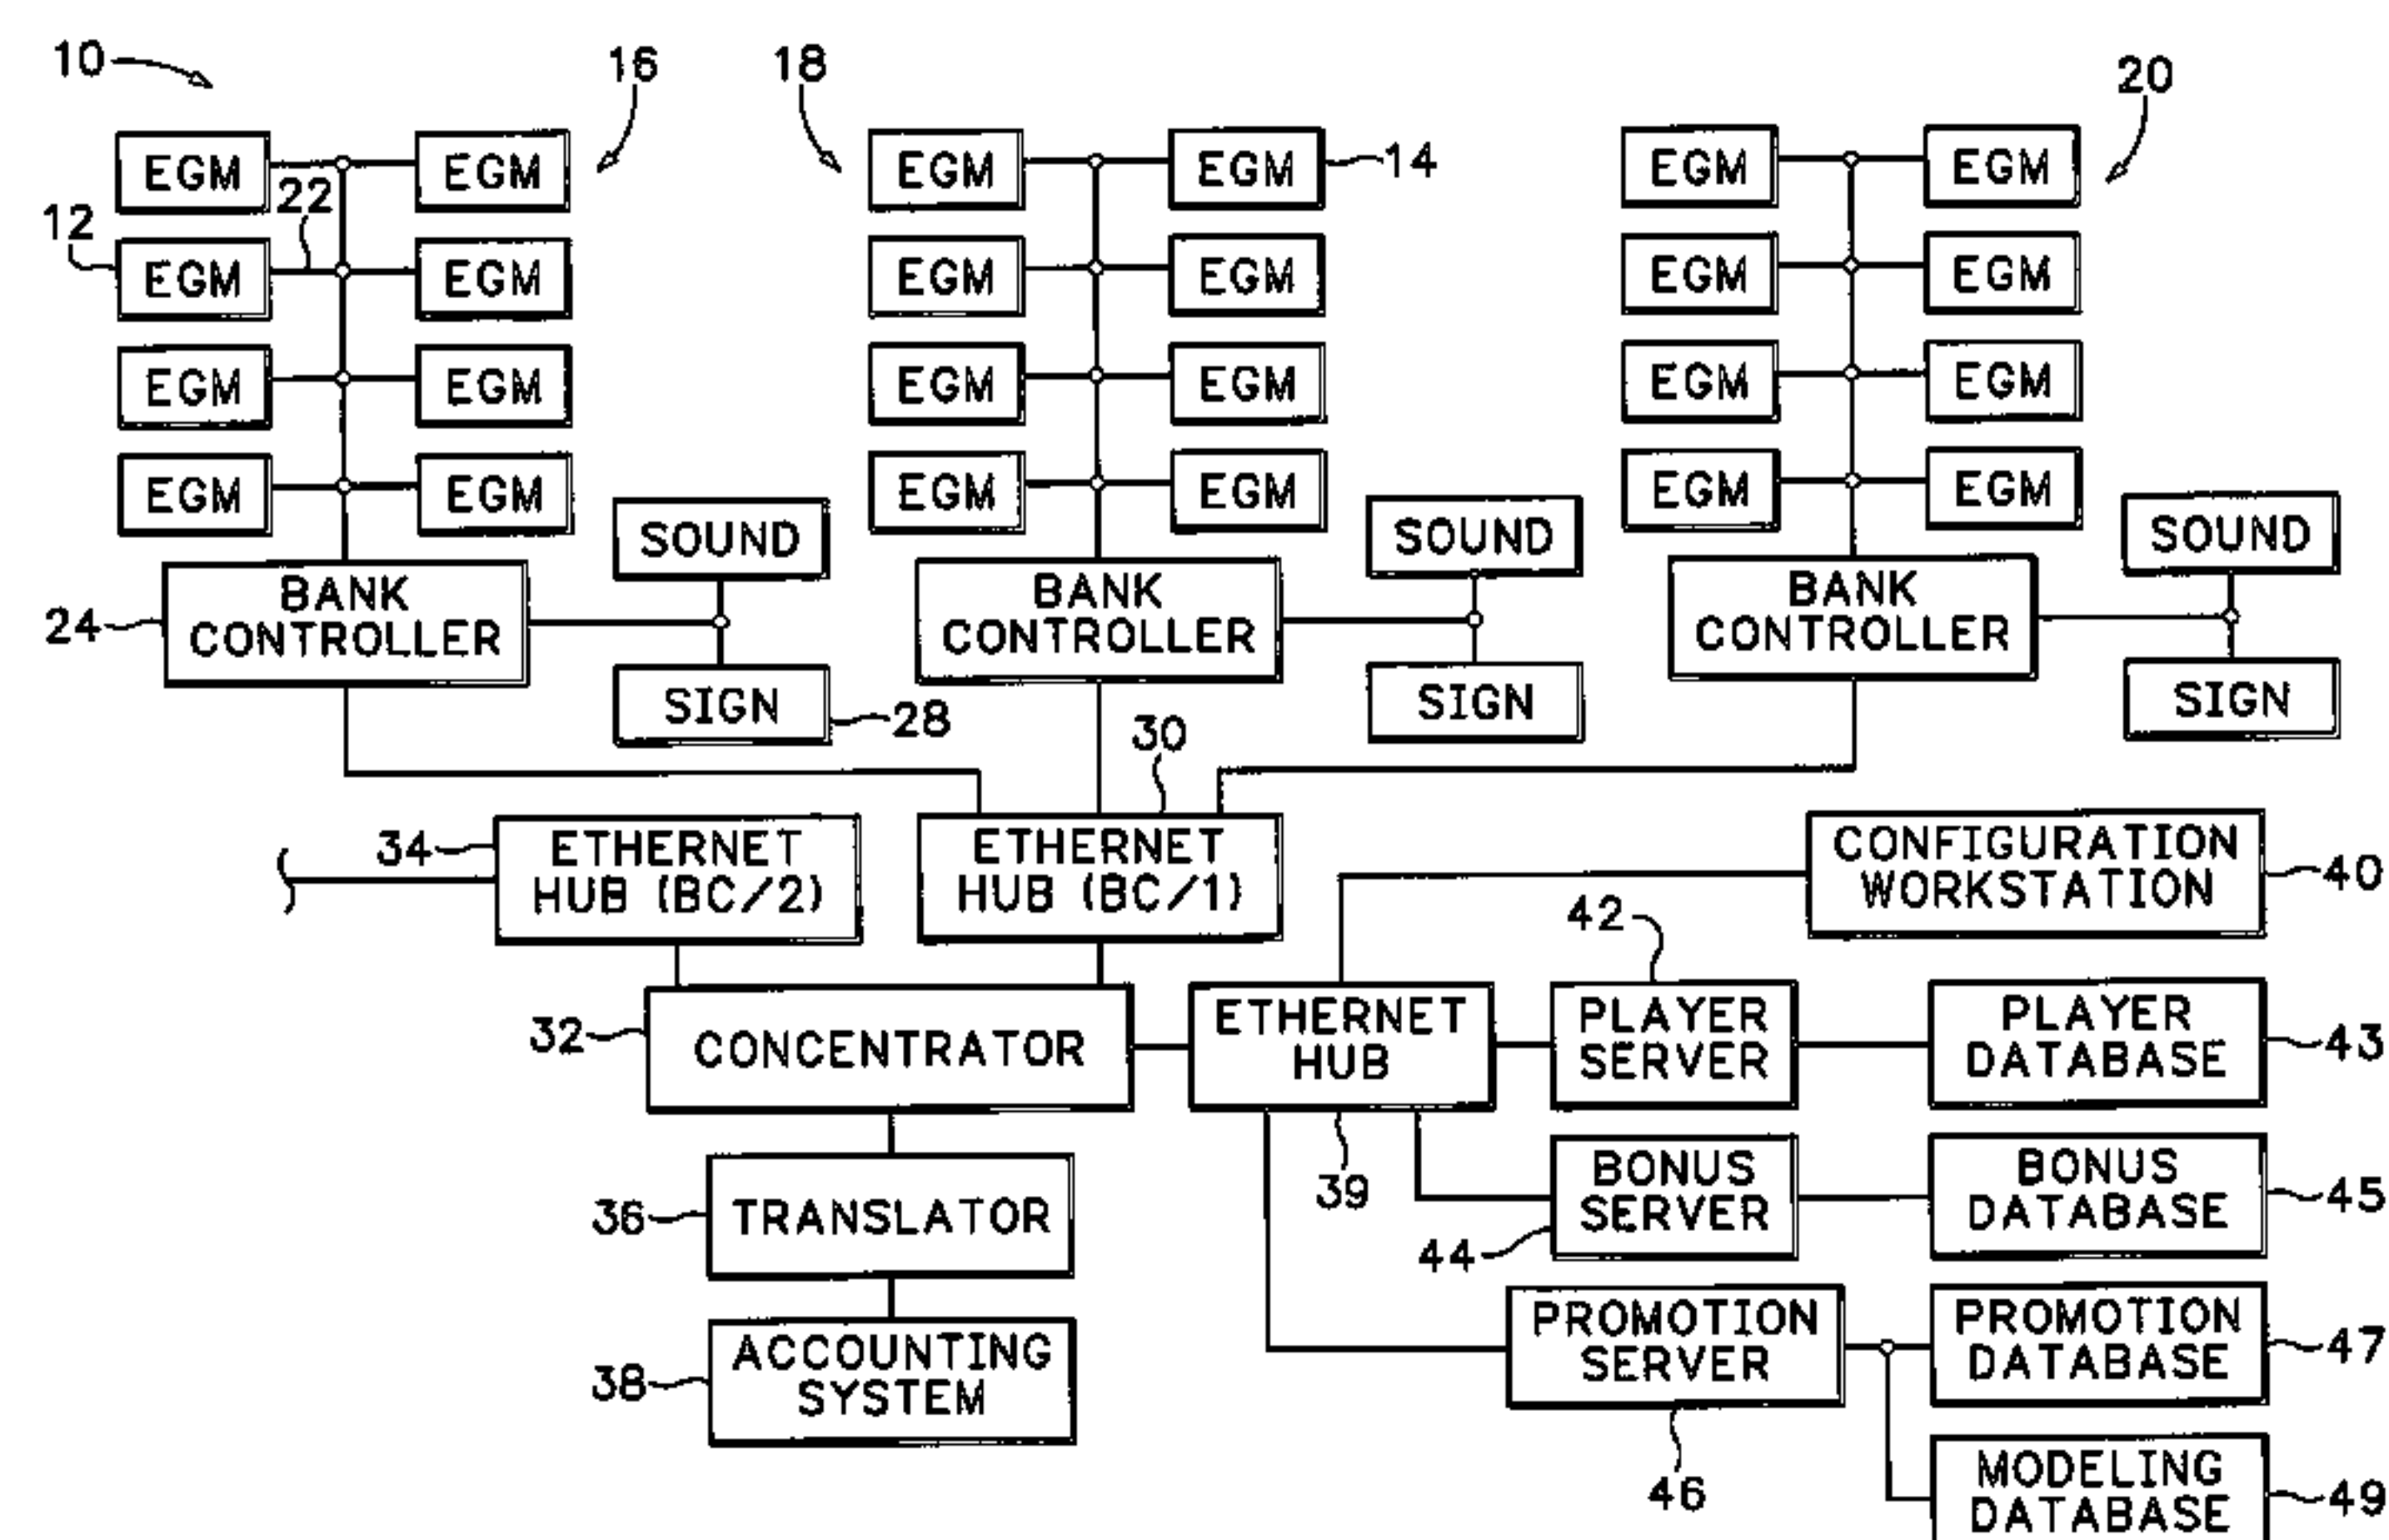 10
16
18
20
EGM EGM EGM EGM 14 EGM EGM
22
12
EGM EGM EGM EGM EGM EGM
EGM EGM EGM EGM EGM EGM
EGM EGM EGM EGM EGM EGM
SOUND SOUND SOUND
24
BANK
CONTROLLER
BANK
CONTROLLER
BANK
CONTROLLER
SIGN 28 SIGN SIGN
30
34
ETHERNET
HUB (BC/2)
ETHERNET
HUB (BC/1)
CONFIGURATION
WORKSTATION
40
42
32
CONCENTRATOR
ETHERNET
HUB
PLAYER
SERVER
PLAYER
DATABASE
43
39
36
TRANSLATOR
BONUS
SERVER
BONUS
DATABASE
45
44
38
ACCOUNTING
SYSTEM
PROMOTION
SERVER
PROMOTION
DATABASE
47
46
MODELING
DATABASE
49